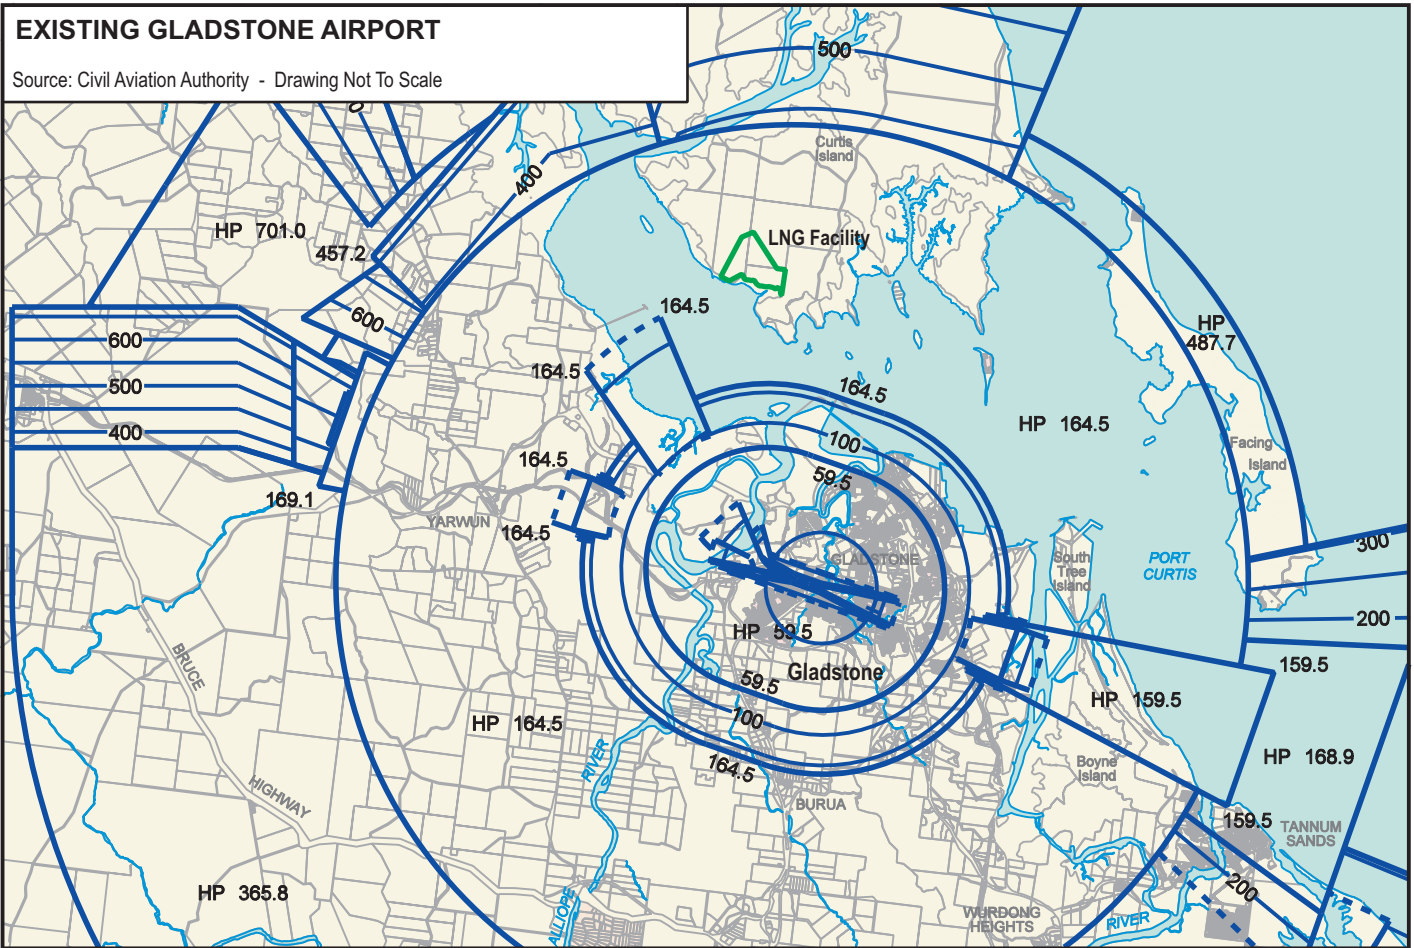 EXISTING GLADSTONE AIRPORT
Source: Civil Aviation Authority - Drawing Not To Scale
500
Curtis
Island
400
HP 701.0
457.2
LNG Facility
600
164.5
HP
487.7
600
164.5
500
164.5
HP 164.5
400
100
Facing
Island
164.5
59.5
169.1
YARWUN
164.5
GLADSTONE
South
Tree
Island
PORT
CURTIS
300
200
HP 59.5
Gladstone
159.5
BRUCE
59.5
HP 159.5
100
HP 164.5
164.5
RIVER
HP 168.9
Boyne
Island
HIGHWAY
BURUA
159.5
TANNUM
SANDS
HP 365.8
200
ALLIOPE
WURDONG
HEIGHTS
RIVER